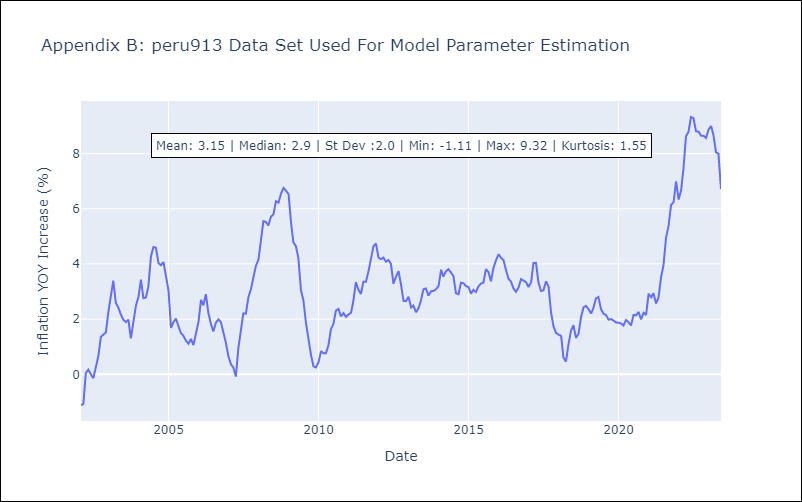 Appendix B: peru913 Data Set Used For Model Parameter Estimation
Mean: 3.15 | Median: 2.9 | St Dev :2.0 | Min: -1.11 | Max: 9.32 | Kurtosis: 1.55
Inflation YOY Increase (%)
8
6
4
2
0
2005
2010
2015
2020
Date